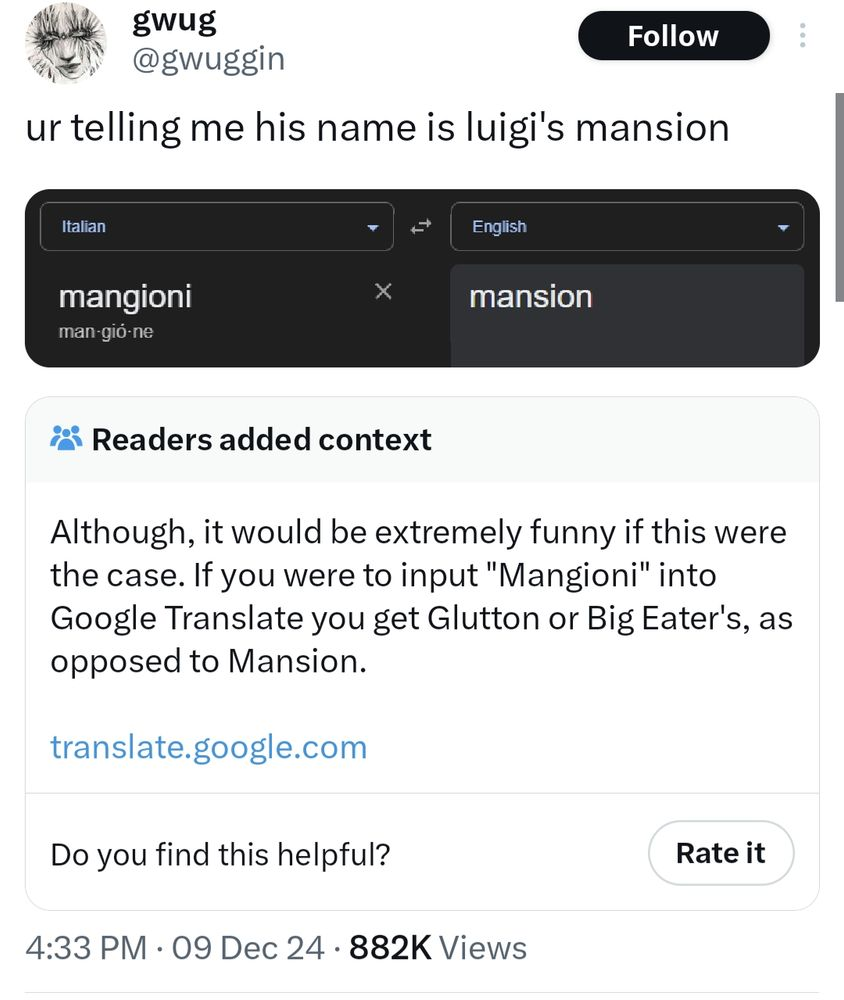 gwug
@gwuggin
Follow
ur telling me his name is luigi's mansion
Italian
English
mangioni
man·gió·ne
mansion
Readers added context
Although, it would be extremely funny if this were
the case. If you were to input "Mangioni" into
Google Translate you get Glutton or Big Eater's, as
opposed to Mansion.
translate.google.com
Do you find this helpful?
Rate it
4:33 PM · 09 Dec 24 · 882K Views